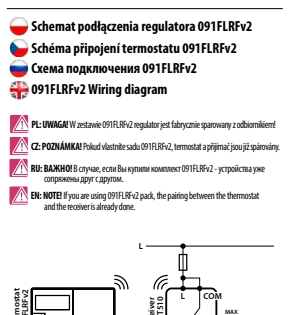 Schemat podłączenia regulatora 091FLRFv2
Schéma připojení termostatu 091FLRFv2
Схема подключения 091FLRFv2
091FLRFv2 Wiring diagram
PL: UWAGA! W zestawie 091FLRFv2 regulator jest fabrycznie sparowany z odbiornikiem!
CZ: POZNÁMKA! Pokud vlastníte sadu 091FLRFv2, termostat a přijímač jsou již spárovány.
RU: ВАЖНО! В случае, если Вы купили комплект 091FLRFv2 - устройства уже
сопряжены друг с другом.
EN: NOTE! If you are using 091FLRFv2 pack, the pairing between the thermostat
and the receiver is already done.
L
L COM
MAX